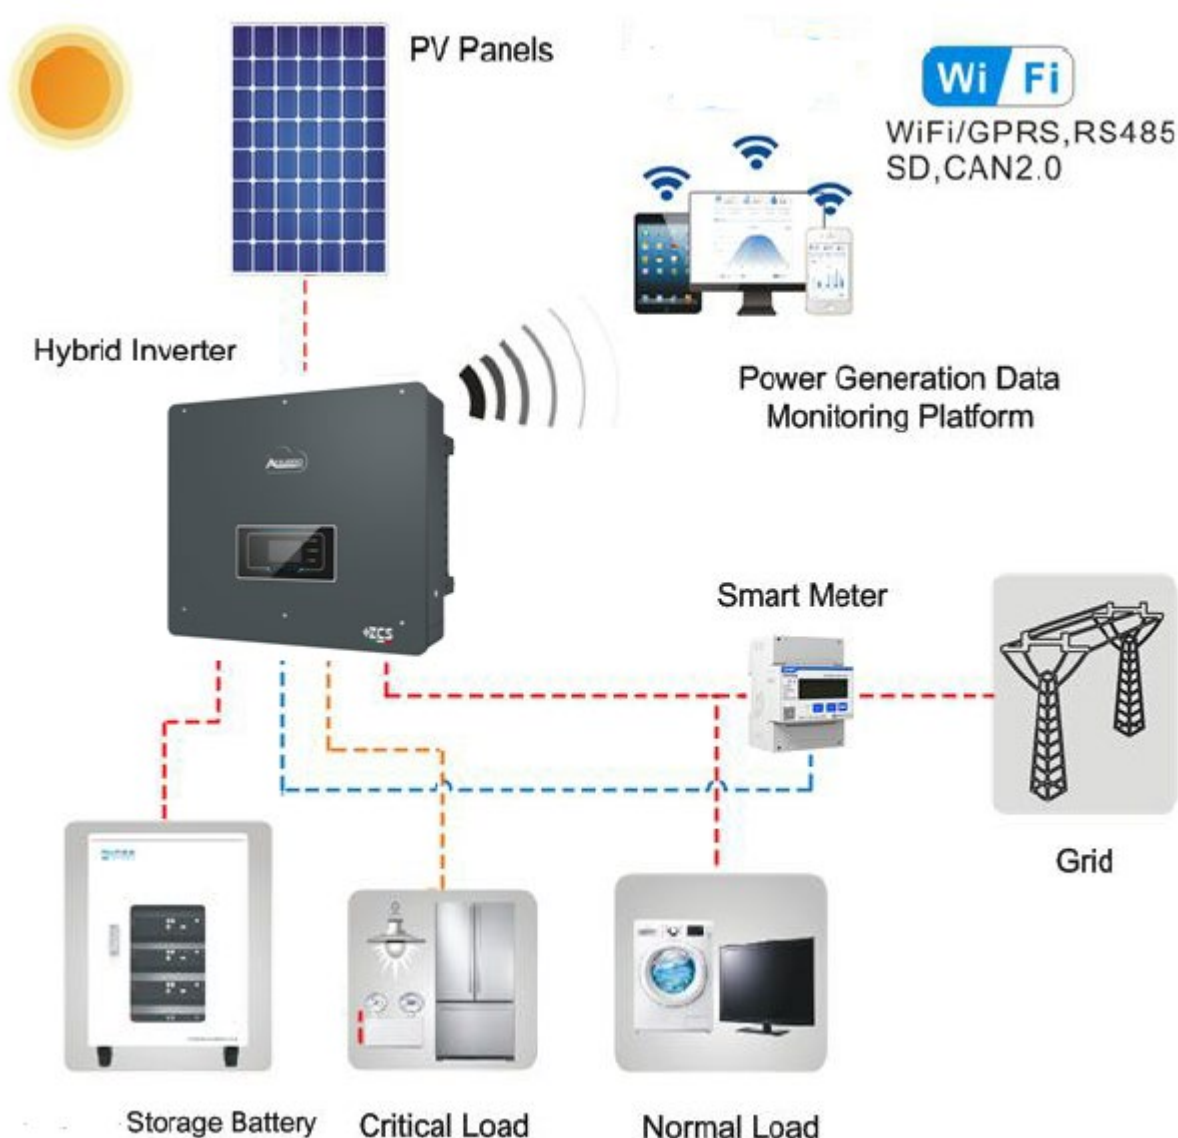 PV Panels
Wi Fi
WiFi/GPRS,RS485
SD,CAN2.0
Hybrid Inverter
Power Generation Data
Monitoring Platform
ZCS
Smart Meter
Grid
Storage Battery
Critical Load
Normal Load